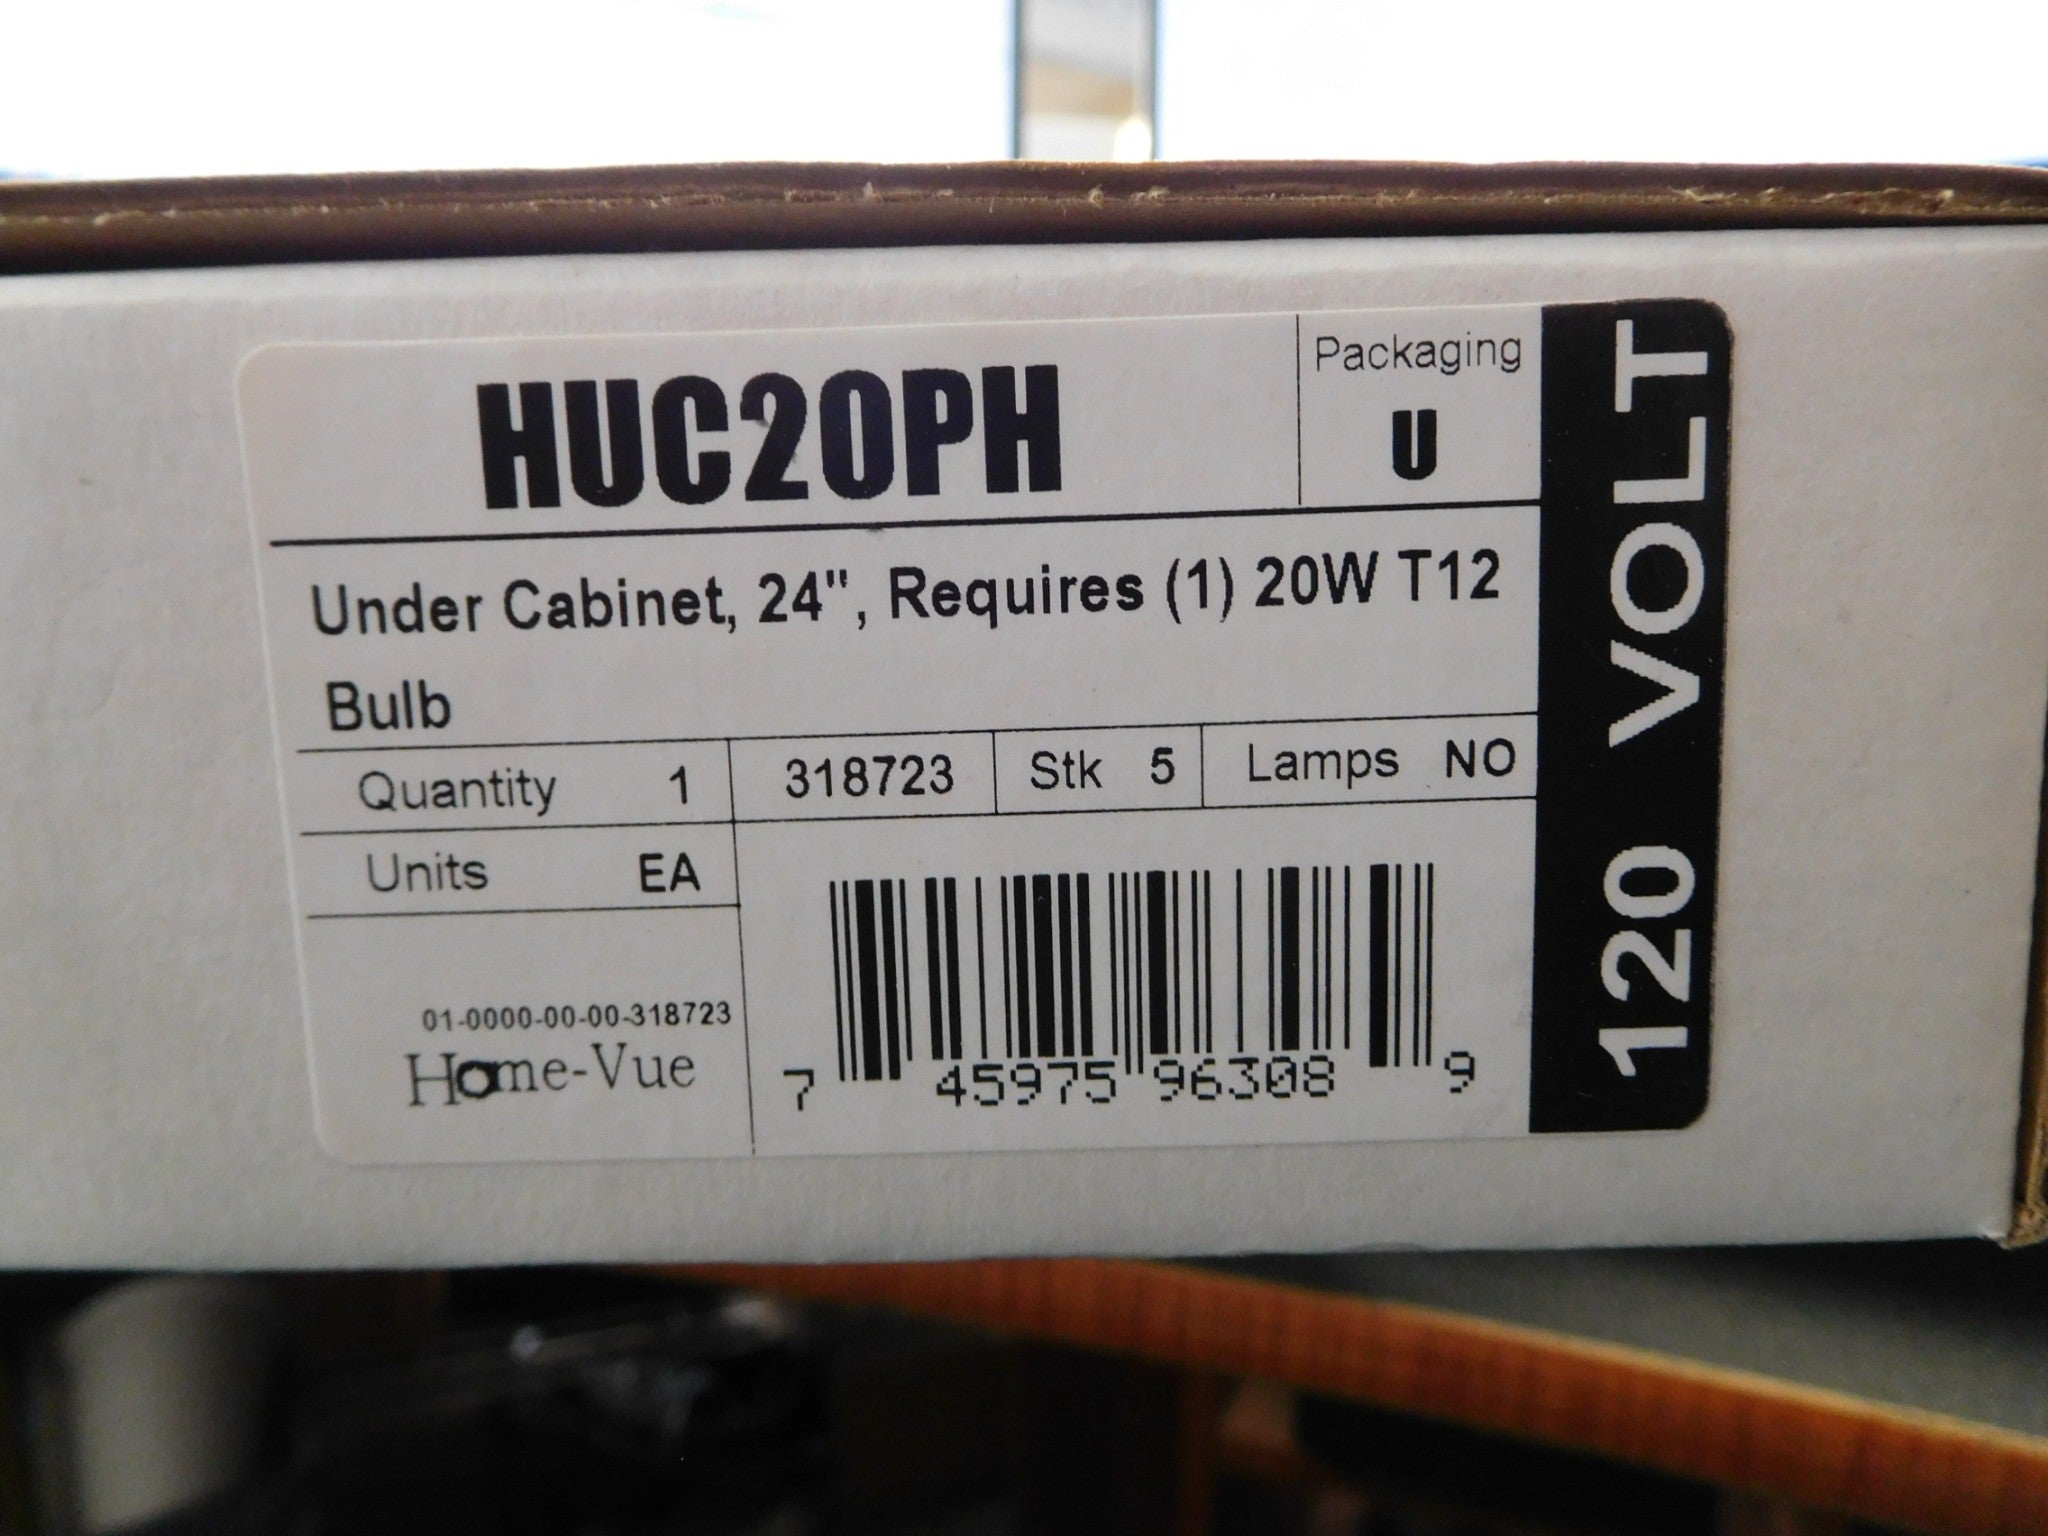 HUC20PH
Packaging
U
Under Cabinet, 24", Requires (1) 20W T12
Bulb
Quantity 1 318723 Stk 5 Lamps NO
Units EA
01-0000-00-00-318723
Home-Vue
7 45975 96308 9
120 VOLT